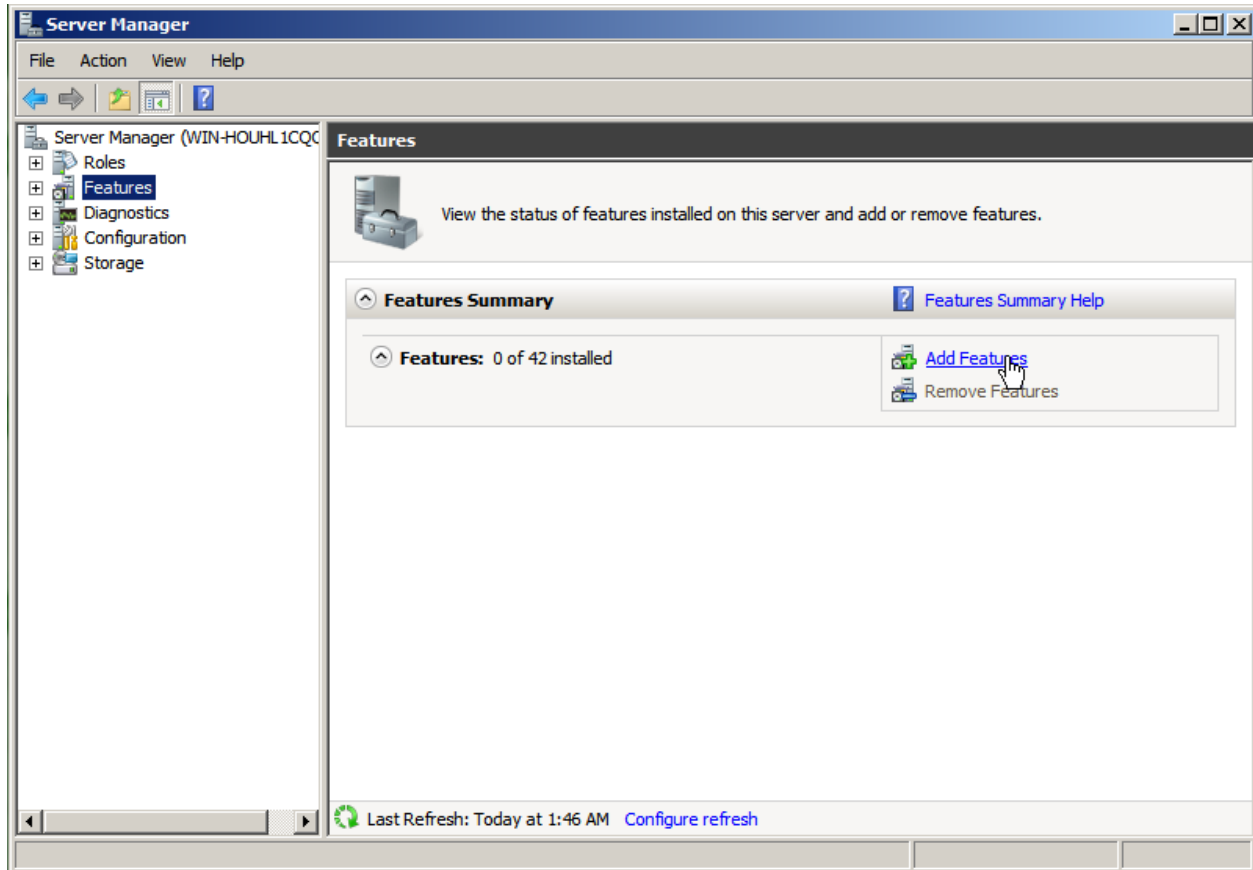 Server Manager
File Action View Help
Server Manager (WIN-HOUHL1CQC
Roles
Features
Diagnostics
Configuration
Storage
Features
View the status of features installed on this server and add or remove features.
Features Summary
Features Summary Help
Features: 0 of 42 installed
Add Features
Remove Features
Last Refresh: Today at 1:46 AM Configure refresh